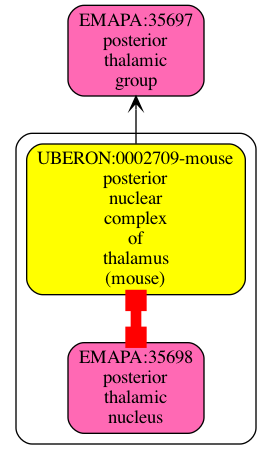 EMAPA:35697
posterior
thalamic
group
UBERON:0002709-mouse
posterior
nuclear
complex
of
thalamus
(mouse)
EMAPA:35698
posterior
thalamic
nucleus